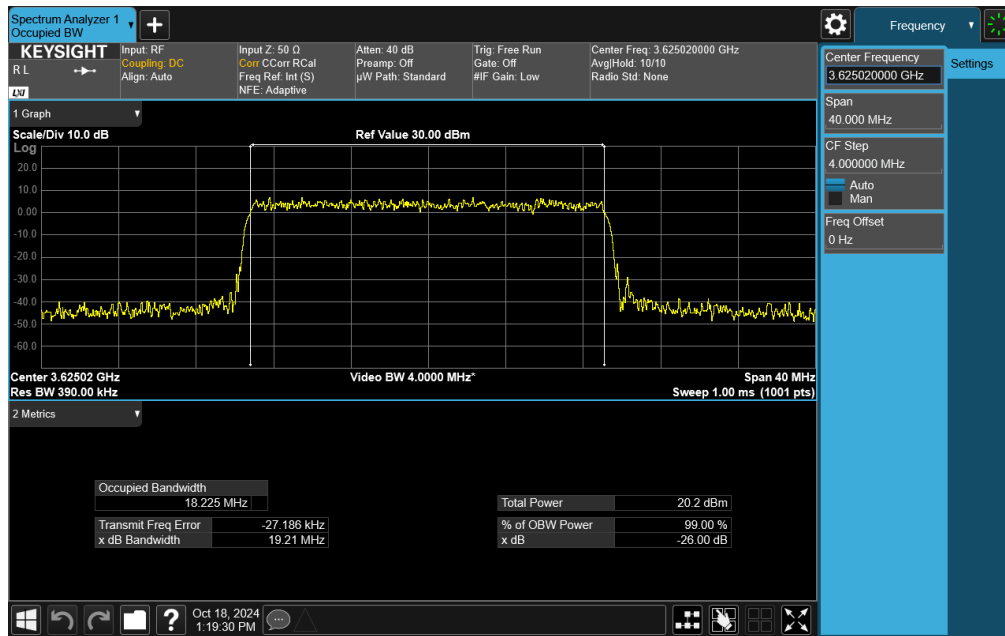 Spectrum Analyzer 1
Occupied BW
Frequency
KEYSIGHT
R L
LXI
Input: RF
Coupling: DC
Align: Auto
Input Z: 50 Ω
Corr CCorr RCal
Freq Ref: Int (S)
NFE: Adaptive
Atten: 40 dB
Preamp: Off
µW Path: Standard
Trig: Free Run
Gate: Off
#IF Gain: Low
Center Freq: 3.625020000 GHz
Avg|Hold: 10/10
Radio Std: None
Center Frequency
3.625020000 GHz
Settings
Span
40.000 MHz
CF Step
4.000000 MHz
Auto
Man
Freq Offset
0 Hz
1 Graph
Scale/Div 10.0 dB
Ref Value 30.00 dBm
Log
20.0
10.0
0.00
-10.0
-20.0
-30.0
-40.0
-50.0
-60.0
Center 3.62502 GHz
Video BW 4.0000 MHz*
Span 40 MHz
Res BW 390.00 kHz
Sweep 1.00 ms (1001 pts)
2 Metrics
Occupied Bandwidth
18.225 MHz
Total Power 20.2 dBm
Transmit Freq Error -27.186 kHz
% of OBW Power 99.00 %
x dB Bandwidth 19.21 MHz
x dB -26.00 dB
Oct 18, 2024
1:19:30 PM